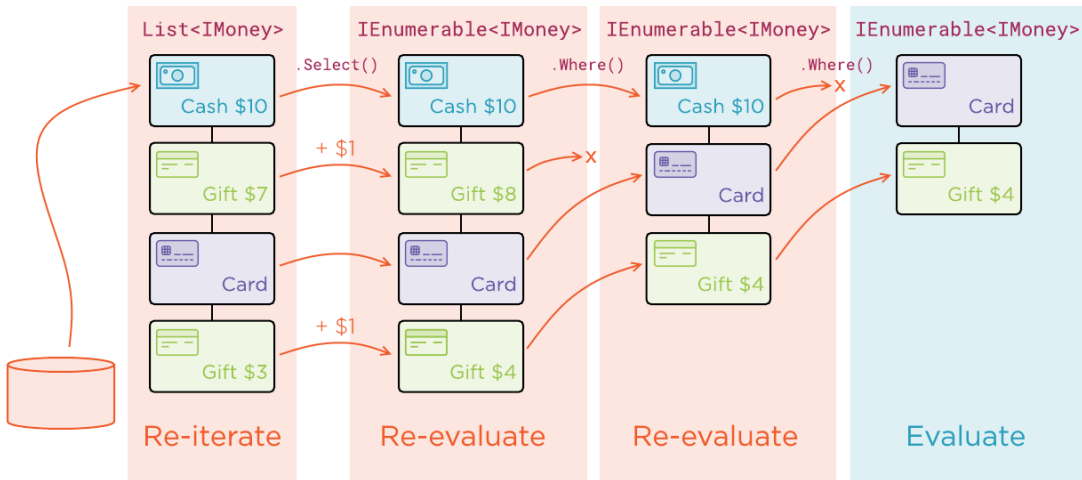 List<IMoney>
IEnumerable<IMoney>
IEnumerable<IMoney>
IEnumerable<IMoney>
.Select()
.Where()
.Where()
Cash $10
Cash $10
Cash $10
x
Card
+ $1
Gift $7
Gift $8
x
Card
Gift $4
Card
Card
Gift $4
+ $1
Gift $3
Gift $4
Re-iterate
Re-evaluate
Re-evaluate
Evaluate